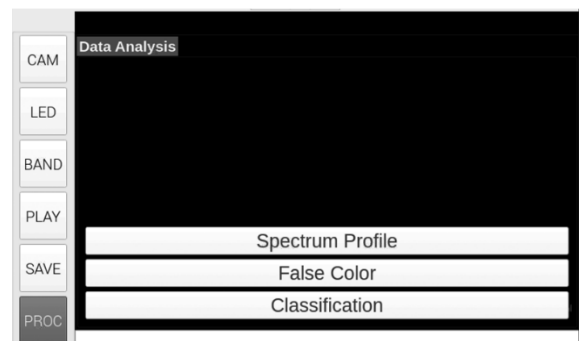 CAM
LED
BAND
PLAY
SAVE
PROC
Data Analysis
Spectrum Profile
False Color
Classification